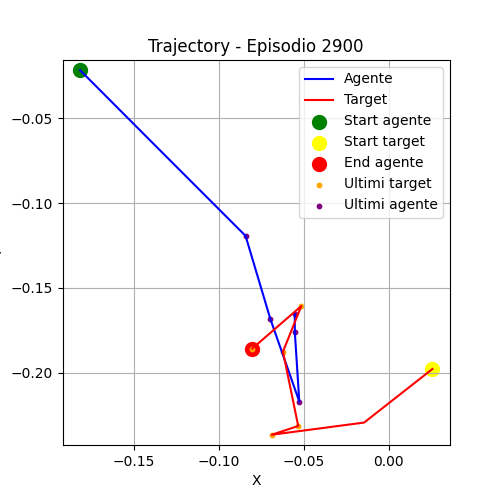 Trajectory - Episodio 2900
Agente
Target
Start agente
Start target
End agente
Ultimi target
Ultimi agente
−0.05
−0.10
−0.15
−0.20
−0.15
−0.10
−0.05
0.00
X